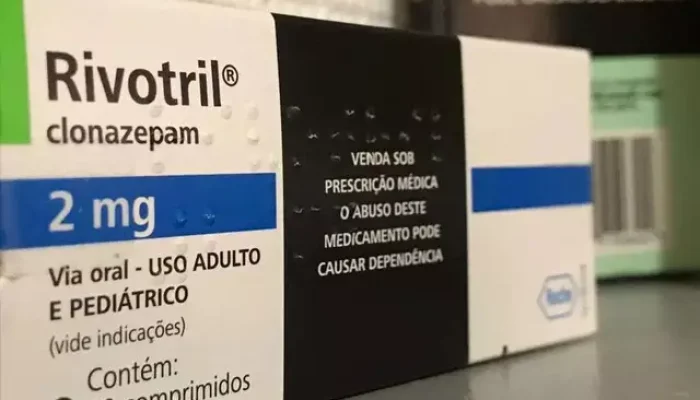 Rivotril®
clonazepam
2 mg
Via oral - USO ADULTO
E PEDIÁTRICO
(vide indicações)
Contém:
comprimidos
VENDA SOB
PRESCRIÇÃO MÉDICA
O ABUSO DESTE
MEDICAMENTO PODE
CAUSAR DEPENDÊNCIA
Roche